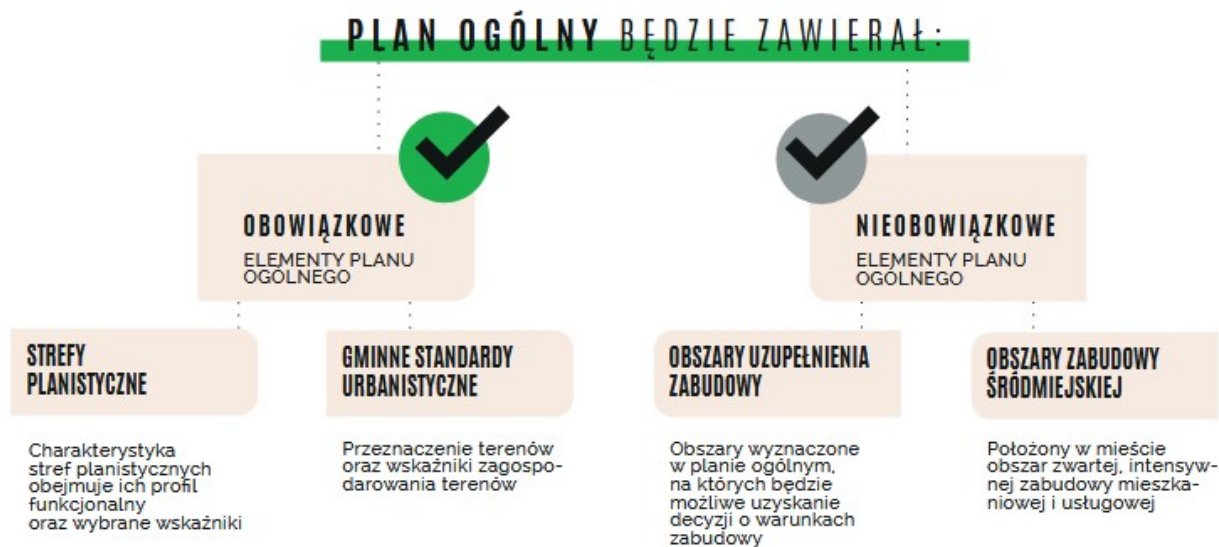 PLAN OGÓLNY BĘDZIE ZAWIERAŁ:
OBOWIĄZKOWE
ELEMENTY PLANU
OGÓLNEGO
NIEOBOWIĄZKOWE
ELEMENTY PLANU
OGÓLNEGO
STREFY
PLANISTYCZNE
Charakterystyka
stref planistycznych
obejmuje ich profil
funkcjonalny
oraz wybrane wskaźniki
GMINNE STANDARDY
URBANISTYCZNE
Przeznaczenie terenów
oraz wskaźniki zagospo-
darowania terenów
OBSZARY UZUPEŁNIENIA
ZABUDOWY
Obszary wyznaczone
w planie ogólnym,
na których będzie
możliwe uzyskanie
decyzji o warunkach
zabudowy
OBSZARY ZABUDOWY
ŚRÓDMIEJSKIEJ
Położony w mieście
obszar zwartej, intensyw-
nej zabudowy mieszka-
niowej i usługowej